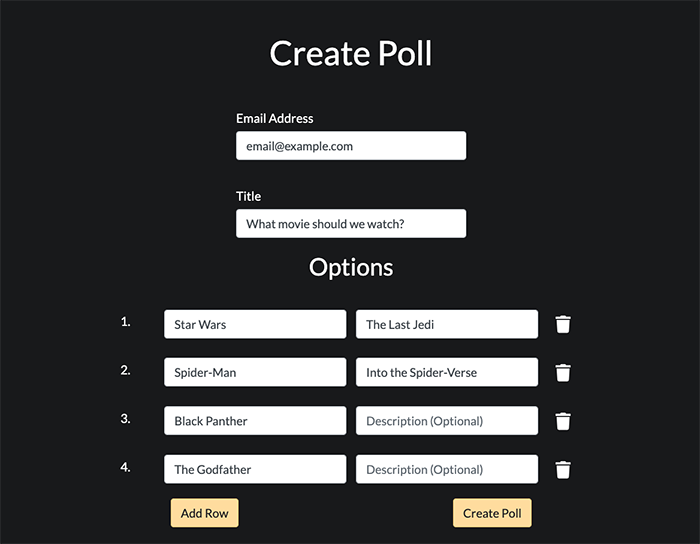 Create Poll
Email Address
email@example.com
Title
What movie should we watch?
Options
1. Star Wars The Last Jedi
2. Spider-Man Into the Spider-Verse
3. Black Panther Description (Optional)
4. The Godfather Description (Optional)
Add Row Create Poll